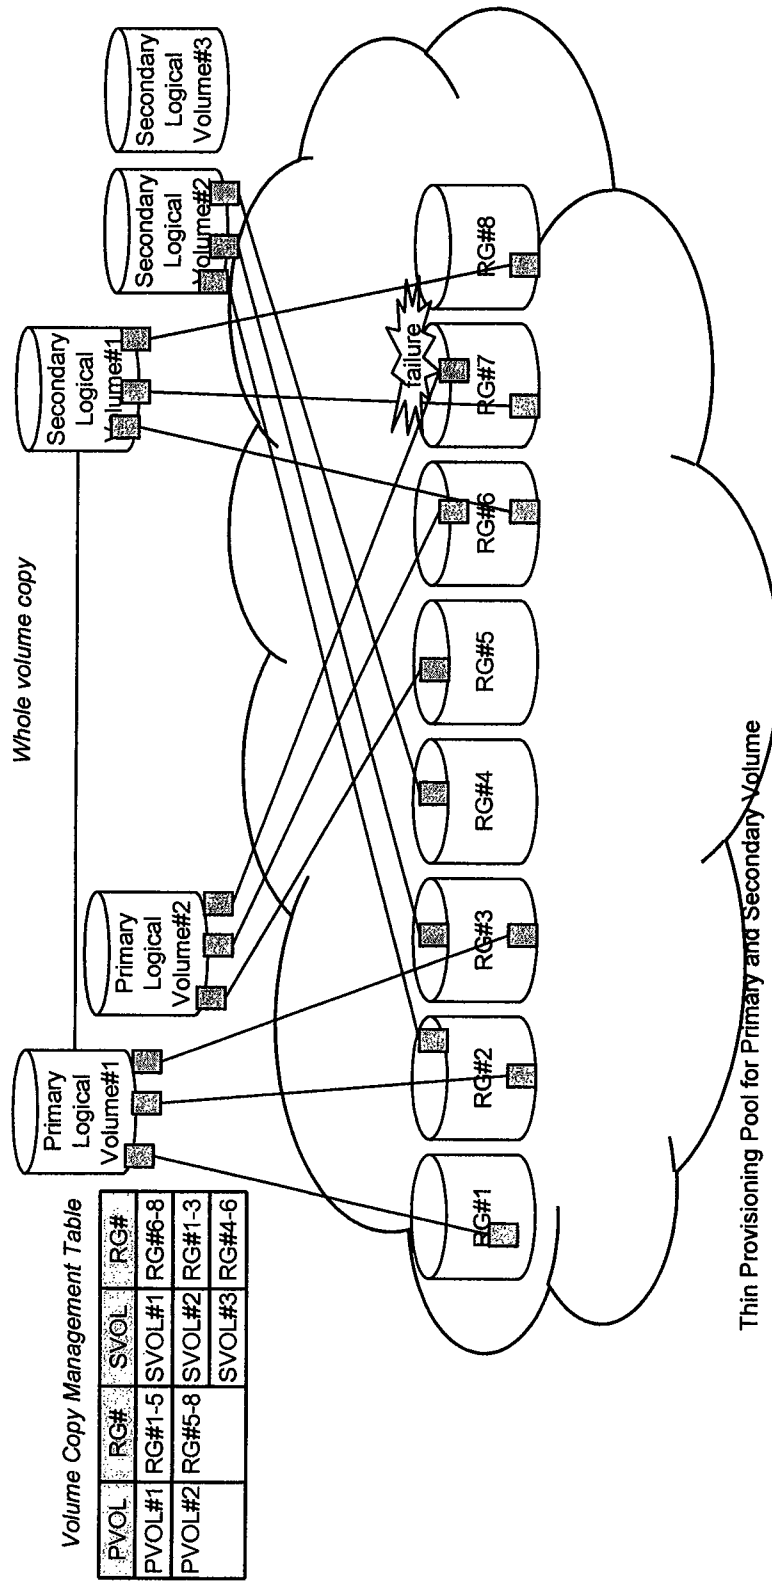 Volume Copy Management Table
PVOL RG# SVOL RG#
PVOL#1 RG#1-5 SVOL#1 RG#6-8
PVOL#2 RG#5-8 SVOL#2 RG#1-3
SVOL#3 RG#4-6
Whole volume copy
Primary
Logical
Volume#1
Primary
Logical
Volume#2
Secondary
Logical
Volume#1
Secondary
Logical
Volume#2
Secondary
Logical
Volume#3
failure
RG#1
RG#2
RG#3
RG#4
RG#5
RG#6
RG#7
RG#8
Thin Provisioning Pool for Primary and Secondary Volume